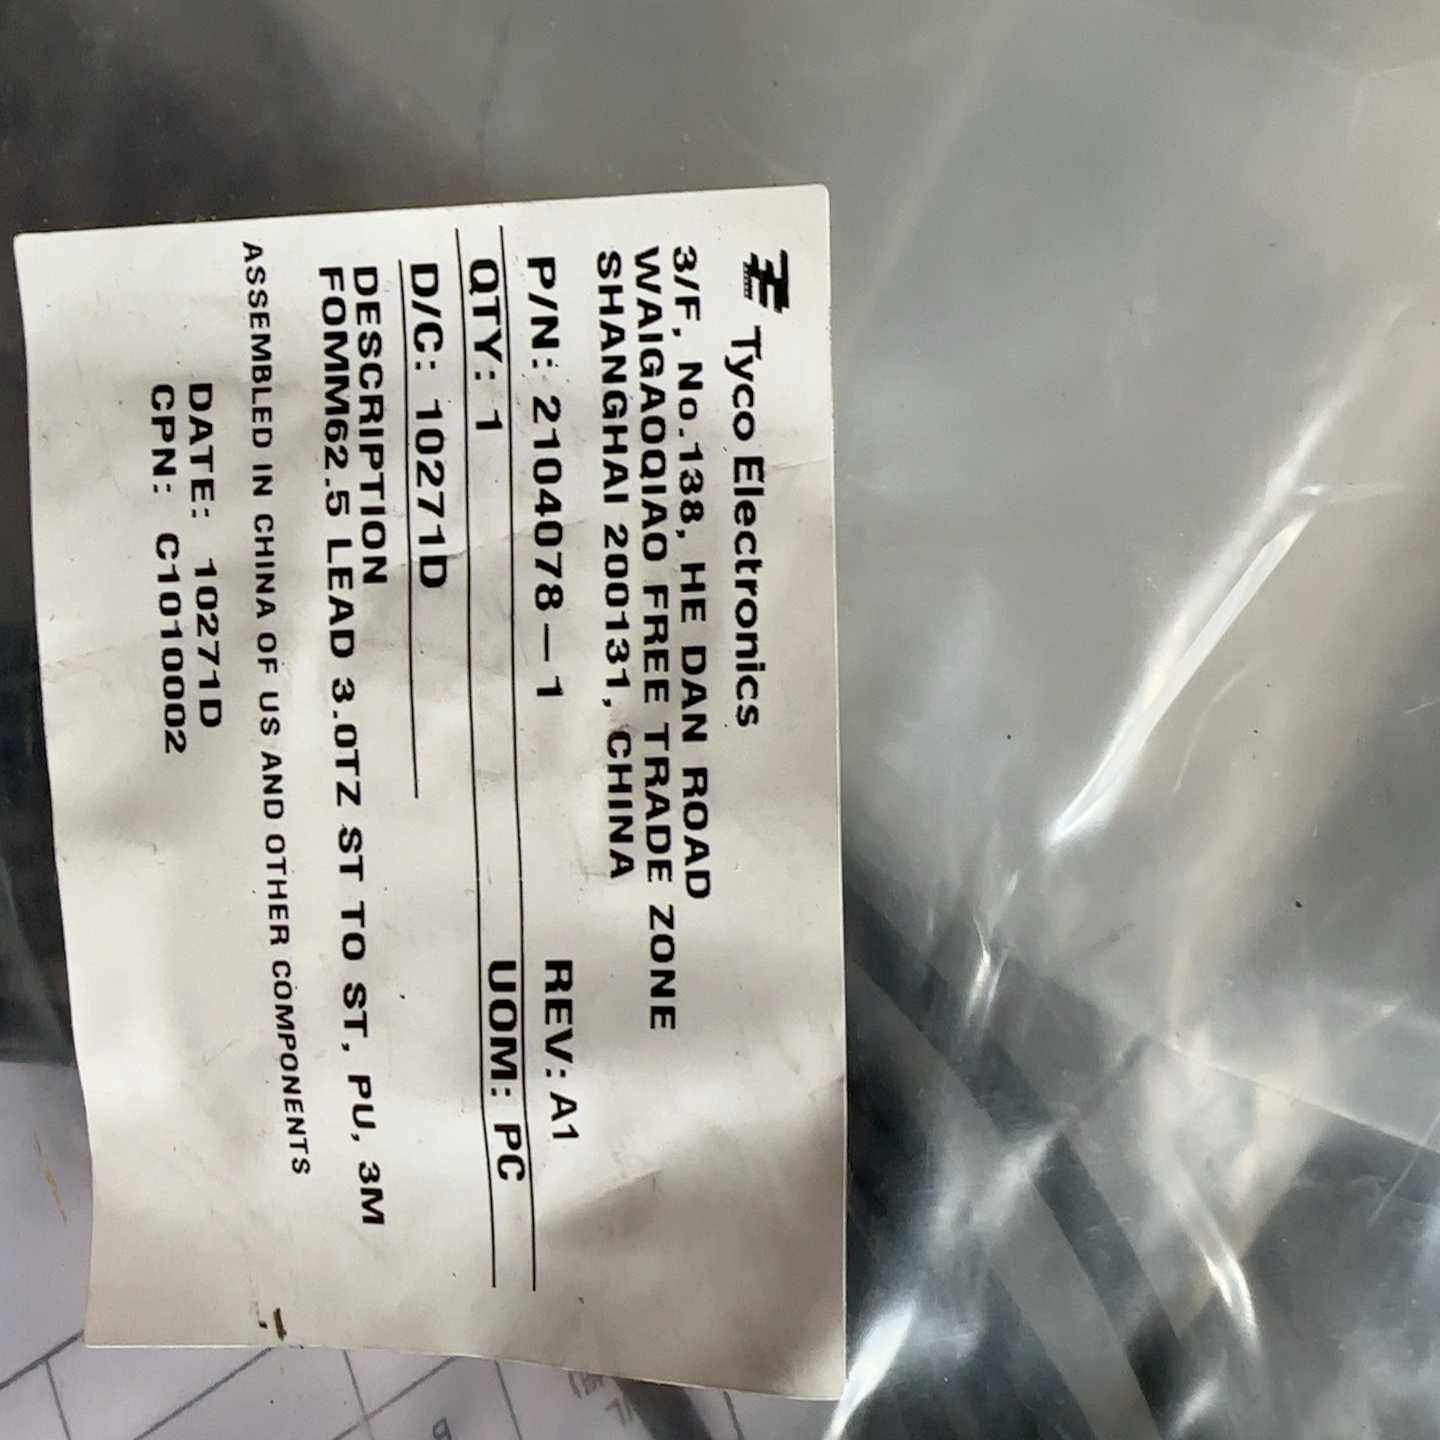 Tyco Electronics
3/F, No.138, HE DAN ROAD
WAIGAOQIAO FREE TRADE ZONE
SHANGHAI 200131, CHINA
P/N: 2104078-1 REV: A1
QTY: 1 UOM: PC
D/C: 10271D
DESCRIPTION
FOMM62.5 LEAD 3.0TZ ST TO ST, PU, 3M
ASSEMBLED IN CHINA OF US AND OTHER COMPONENTS
DATE: 10271D
CPN: C1010002